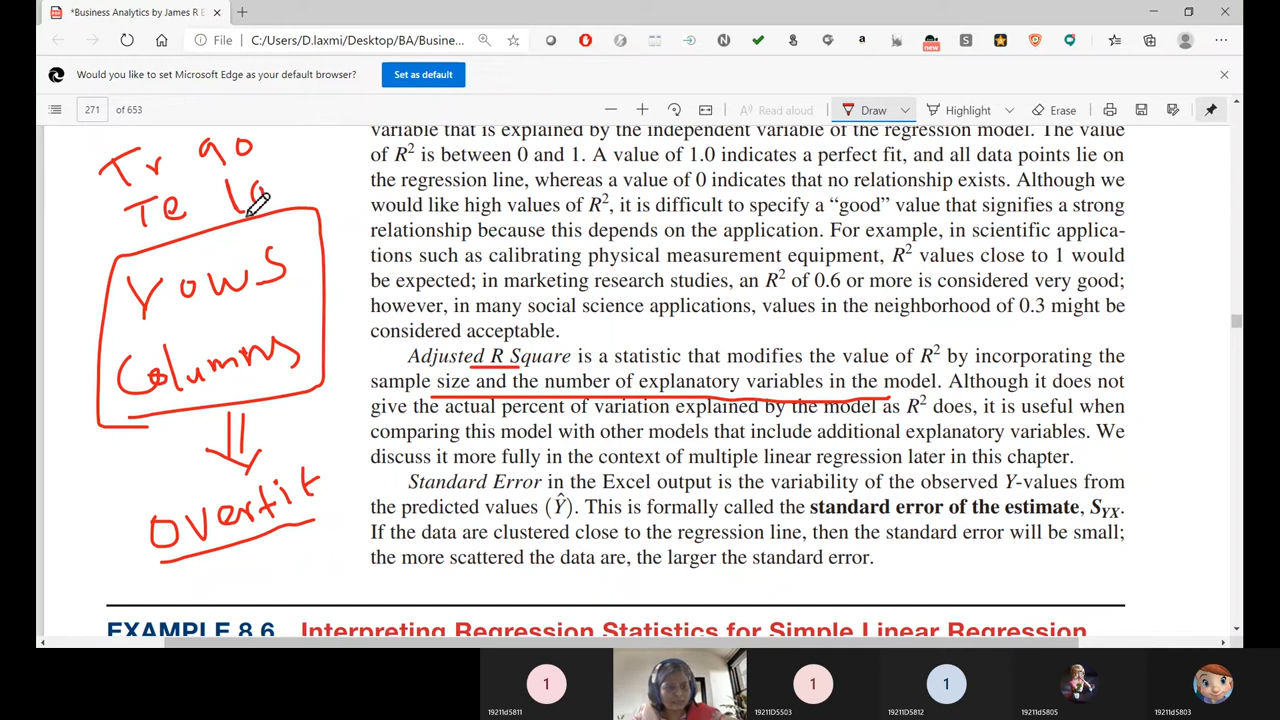 *Business Analytics by James R E
File C:/Users/D.laxmi/Desktop/BA/Busine...
new
Would you like to set Microsoft Edge as your default browser? Set as default
271 of 653 Read aloud Draw Highlight Erase
Tr 90
Te
rows
Columns
Overfit
variable that is explained by the independent variable of the regression model. The value
of R² is between 0 and 1. A value of 1.0 indicates a perfect fit, and all data points lie on
the regression line, whereas a value of 0 indicates that no relationship exists. Although we
would like high values of R², it is difficult to specify a “good” value that signifies a strong
relationship because this depends on the application. For example, in scientific applica-
tions such as calibrating physical measurement equipment, R² values close to 1 would
be expected; in marketing research studies, an R² of 0.6 or more is considered very good;
however, in many social science applications, values in the neighborhood of 0.3 might be
considered acceptable.
Adjusted R Square is a statistic that modifies the value of R² by incorporating the
sample size and the number of explanatory variables in the model. Although it does not
give the actual percent of variation explained by the model as R² does, it is useful when
comparing this model with other models that include additional explanatory variables. We
discuss it more fully in the context of multiple linear regression later in this chapter.
Standard Error in the Excel output is the variability of the observed Y-values from
the predicted values (Ŷ). This is formally called the standard error of the estimate, S_YX.
If the data are clustered close to the regression line, then the standard error will be small;
the more scattered the data are, the larger the standard error.
EXAMPLE 8.6 Interpreting Regression Statistics for Simple Linear Regression
1 1 1
19211d5811 19211D5503 19211D5812 19211d5805 19211d5803